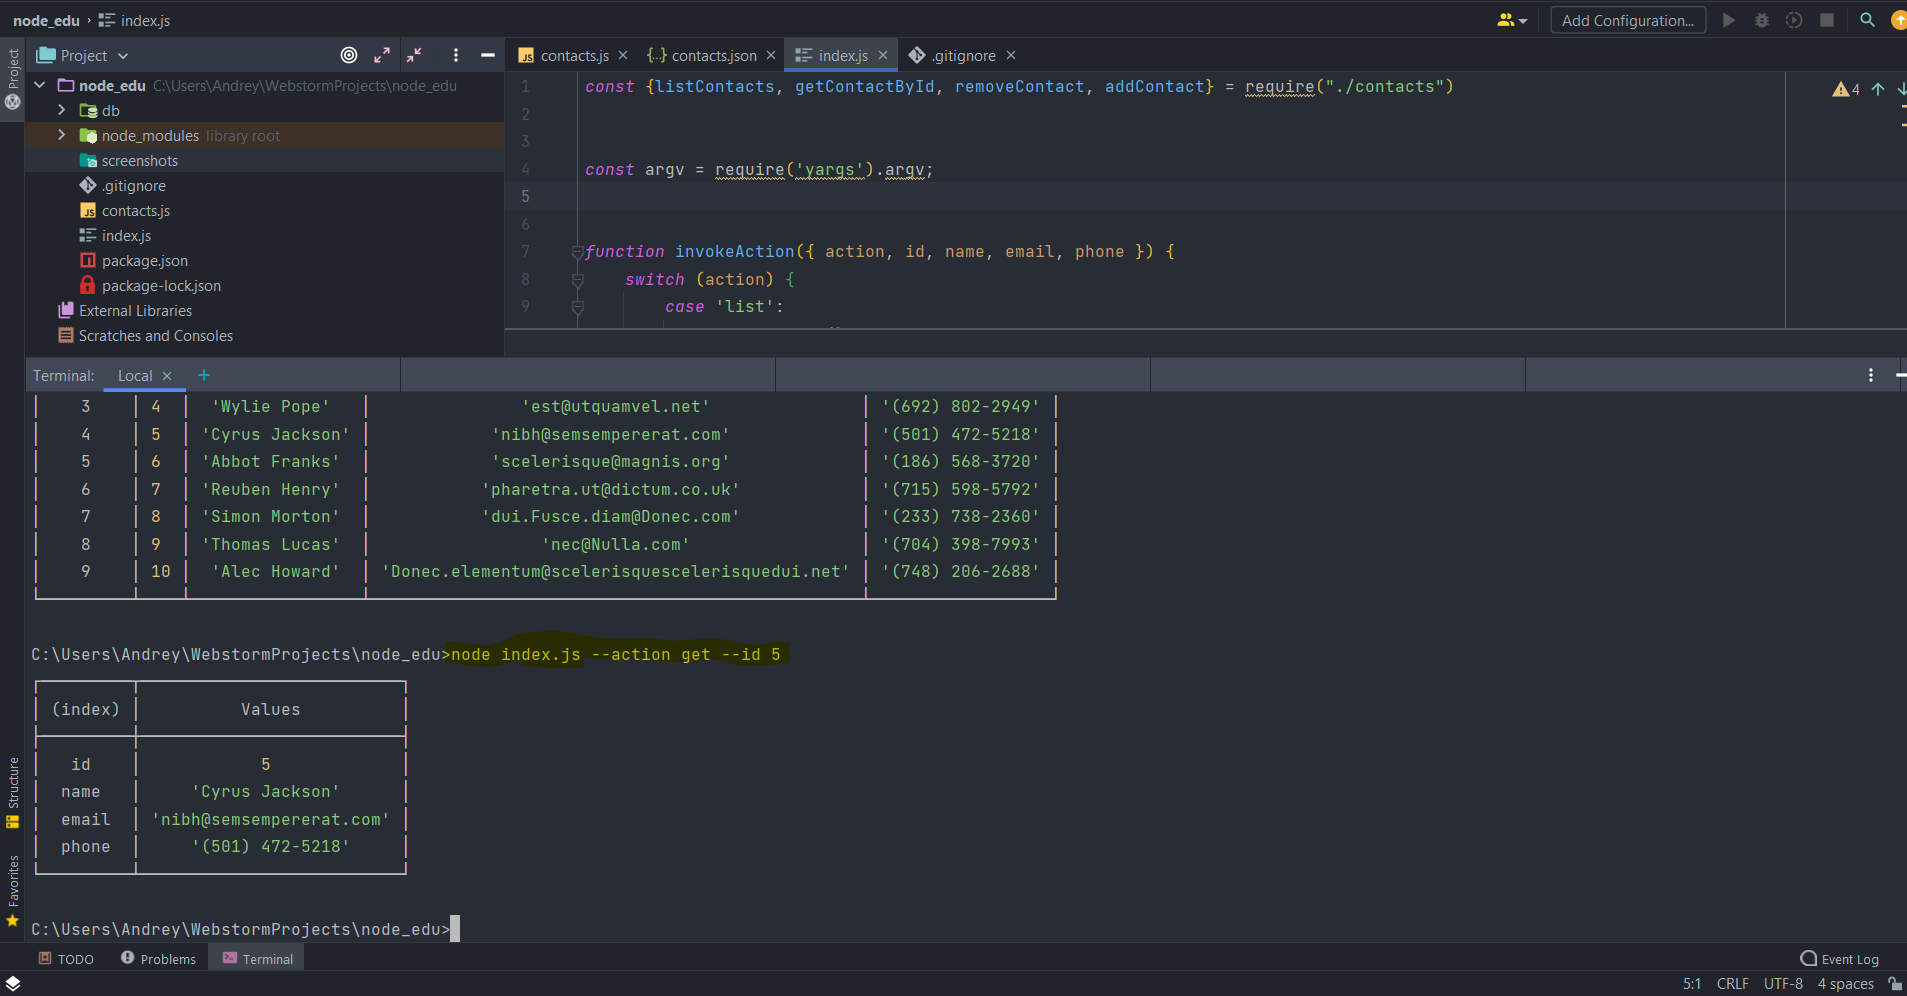 node_edu › index.js
Add Configuration...
Project
Project
node_edu C:\Users\Andrey\WebstormProjects\node_edu
db
node_modules library root
screenshots
.gitignore
contacts.js
index.js
package.json
package-lock.json
External Libraries
Scratches and Consoles
contacts.js
contacts.json
index.js
.gitignore
1 const {listContacts, getContactById, removeContact, addContact} = require("./contacts")
2
3
4 const argv = require('yargs').argv;
5
6
7 function invokeAction({ action, id, name, email, phone }) {
8 switch (action) {
9 case 'list':
4
Terminal: Local +
│ 3 │ 4 │ 'Wylie Pope' │ 'est@utquamvel.net' │ '(692) 802-2949' │
│ 4 │ 5 │ 'Cyrus Jackson' │ 'nibh@semsempererat.com' │ '(501) 472-5218' │
│ 5 │ 6 │ 'Abbot Franks' │ 'scelerisque@magnis.org' │ '(186) 568-3720' │
│ 6 │ 7 │ 'Reuben Henry' │ 'pharetra.ut@dictum.co.uk' │ '(715) 598-5792' │
│ 7 │ 8 │ 'Simon Morton' │ 'dui.Fusce.diam@Donec.com' │ '(233) 738-2360' │
│ 8 │ 9 │ 'Thomas Lucas' │ 'nec@Nulla.com' │ '(704) 398-7993' │
│ 9 │ 10 │ 'Alec Howard' │ 'Donec.elementum@scelerisquescelerisquedui.net' │ '(748) 206-2688' │
C:\Users\Andrey\WebstormProjects\node_edu>node index.js --action get --id 5
│ (index) │ Values │
│ id │ 5 │
│ name │ 'Cyrus Jackson' │
│ email │ 'nibh@semsempererat.com' │
│ phone │ '(501) 472-5218' │
C:\Users\Andrey\WebstormProjects\node_edu>
Structure
Favorites
TODO
Problems
Terminal
Event Log
5:1 CRLF UTF-8 4 spaces